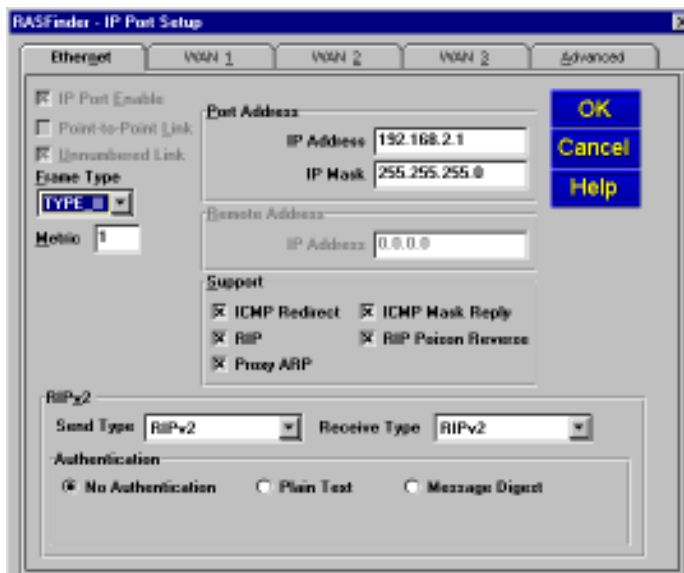 RASFinder - IP Port Setup
Ethernet WAN 1 WAN 2 WAN 3 Advanced
IP Port Enable
Point-to-Point Link
Unnumbered Link
Frame Type
TYPE_II
Metric 1
Port Address
IP Address 192.168.2.1
IP Mask 255.255.255.0
Remote Address
IP Address 0.0.0.0
Support
ICMP Redirect ICMP Mask Reply
RIP RIP Poison Reverse
Proxy ARP
OK
Cancel
Help
RIPv2
Send Type RIPv2 Receive Type RIPv2
Authentication
No Authentication Plain Text Message Digest